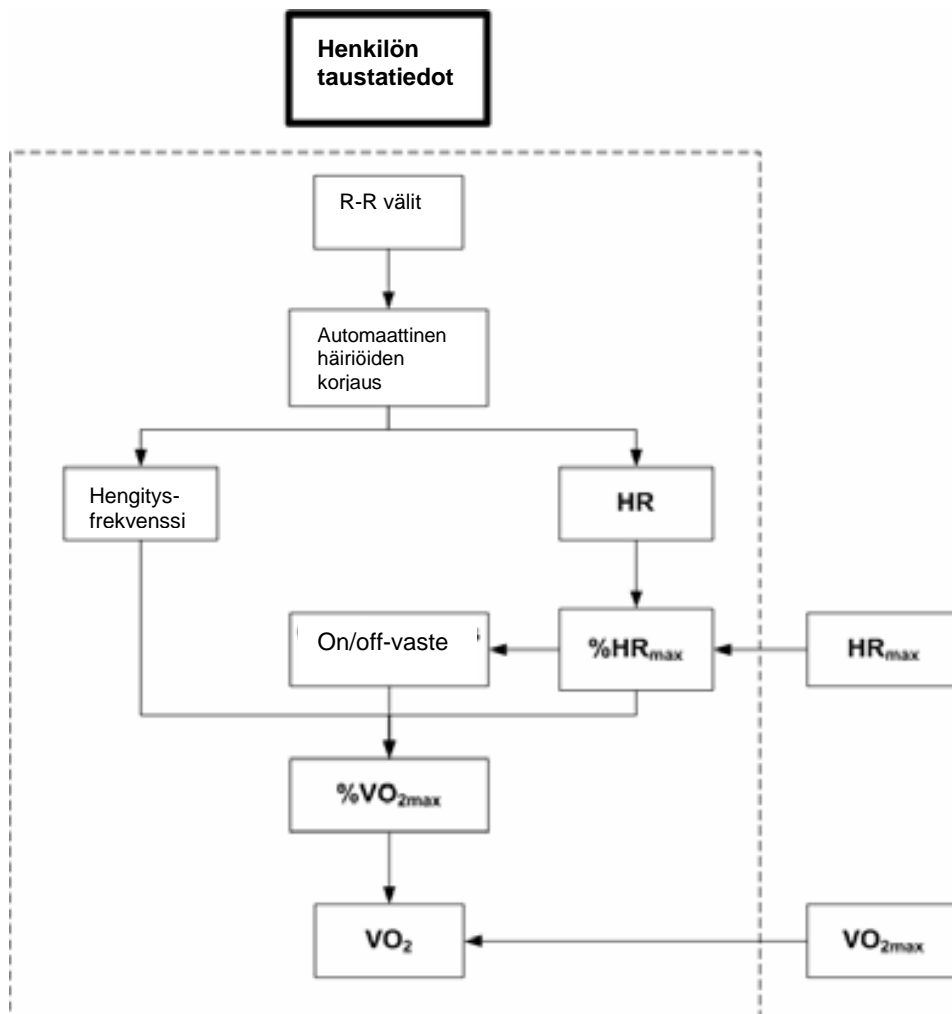 Henkilön
taustatiedot
R-R välit
Automaattinen
häiriöiden
korjaus
Hengitys-
frekvenssi
HR
On/off-vaste
%HRmax
HRmax
%VO2max
VO2
VO2max